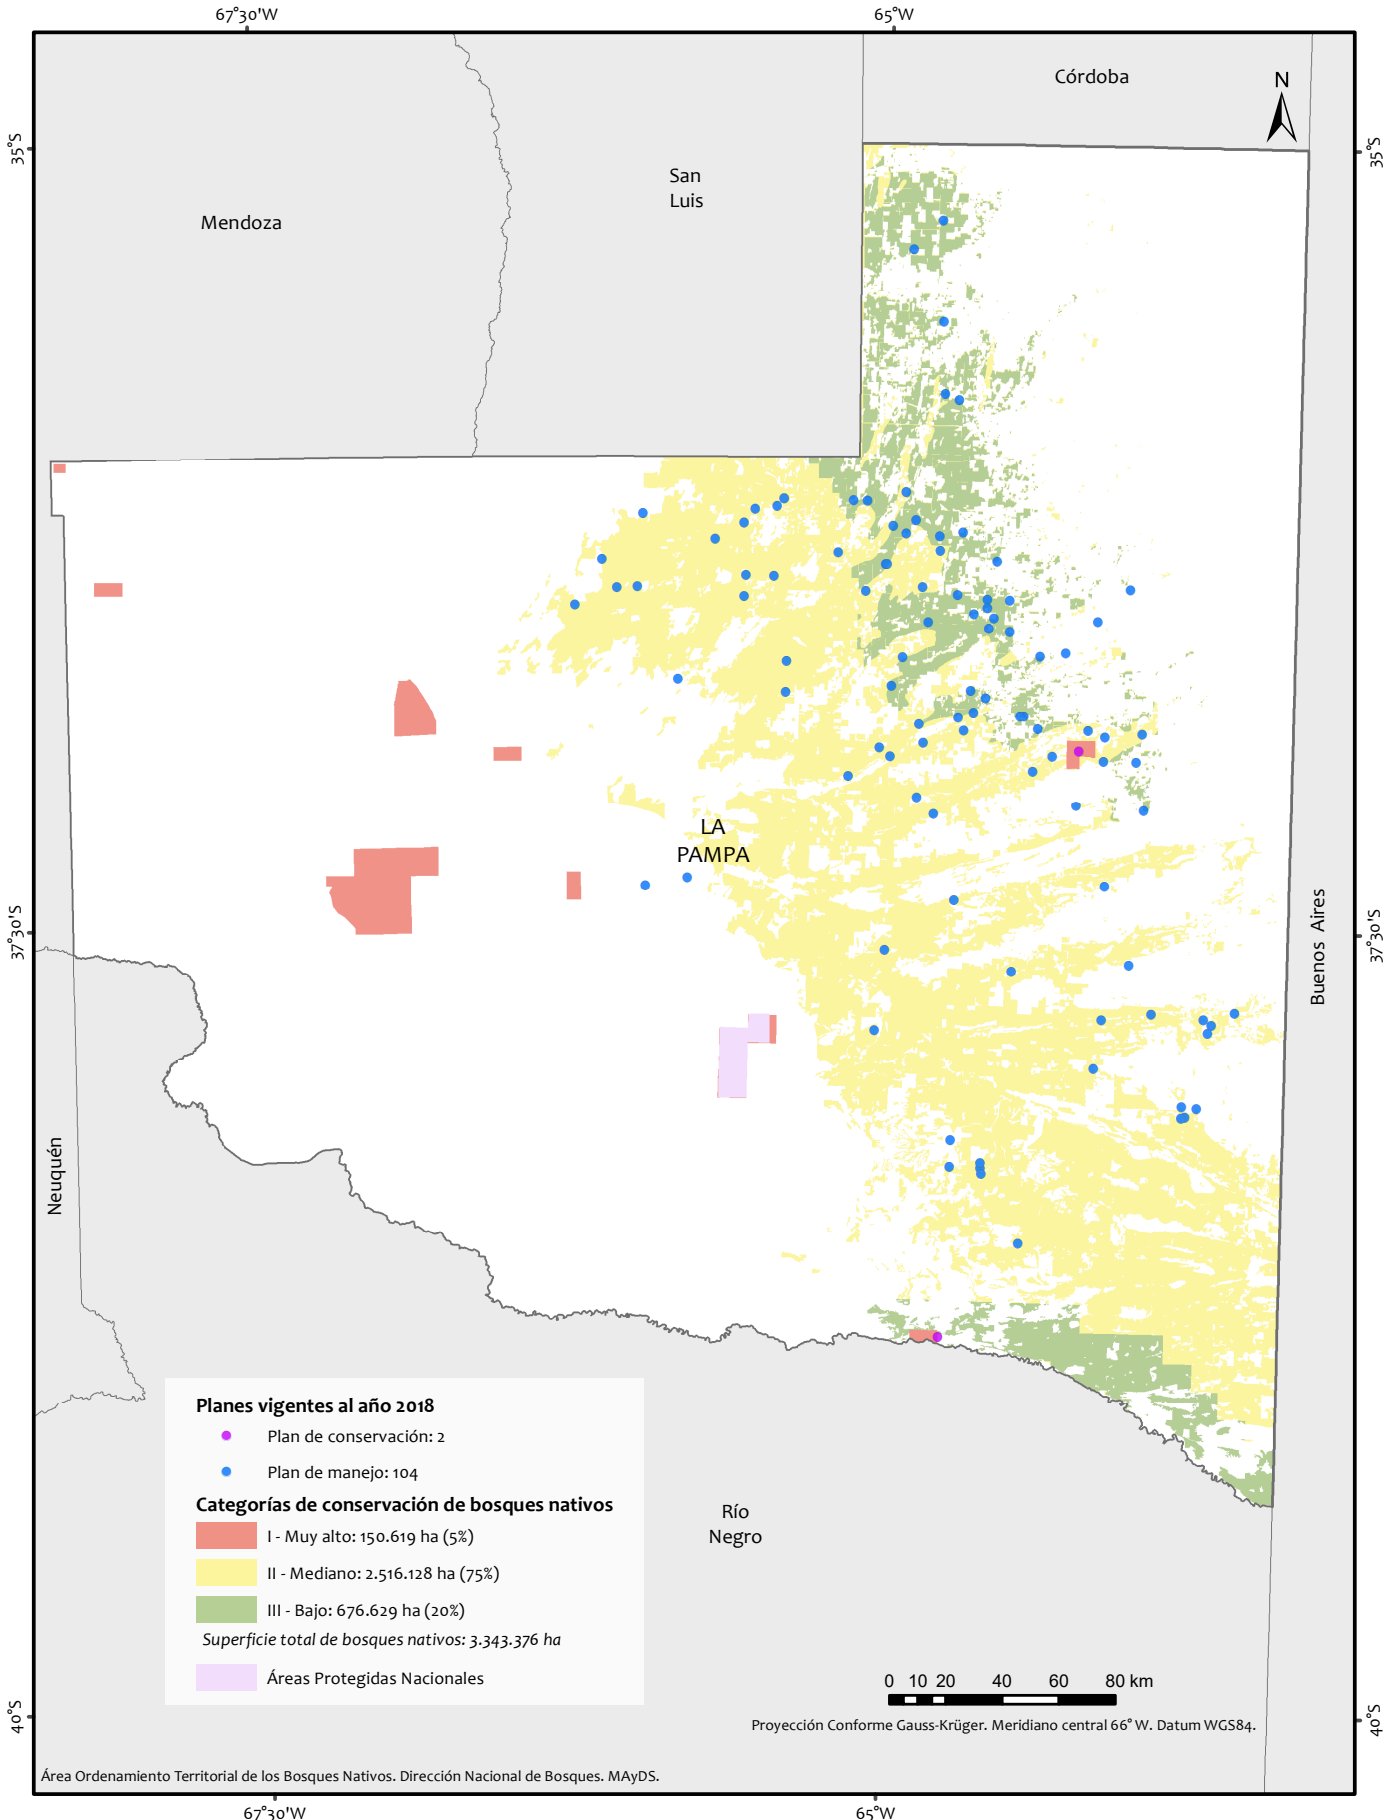 67°30'W
65°W
Córdoba
N
35°S
35°S
San
Luis
Mendoza
LA
PAMPA
37°30'S
37°30'S
Buenos Aires
Neuquén
Planes vigentes al año 2018
Plan de conservación: 2
Plan de manejo: 104
Categorías de conservación de bosques nativos
I - Muy alto: 150.619 ha (5%)
II - Mediano: 2.516.128 ha (75%)
III - Bajo: 676.629 ha (20%)
Superficie total de bosques nativos: 3.343.376 ha
Áreas Protegidas Nacionales
Río
Negro
0 10 20 40 60 80 km
Proyección Conforme Gauss-Krüger. Meridiano central 66° W. Datum WGS84.
40°S
40°S
Área Ordenamiento Territorial de los Bosques Nativos. Dirección Nacional de Bosques. MAyDS.
67°30'W
65°W